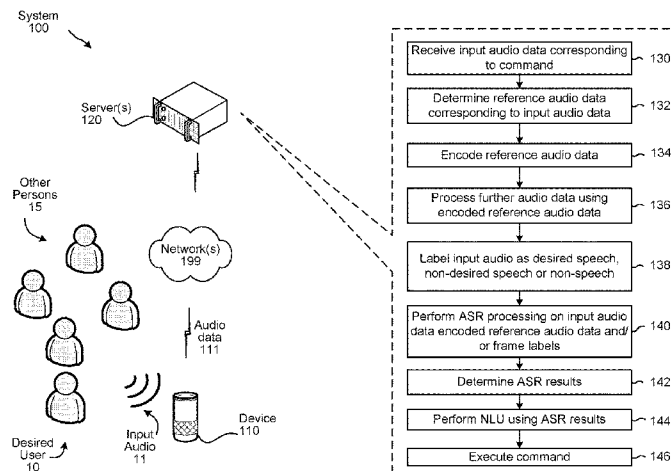 System
100
Server(s)
120
Other
Persons
15
Network(s)
199
Audio
data
111
Desired
User
10
Input
Audio
11
Device
110
Receive input audio data corresponding
to command
130
Determine reference audio data
corresponding to input audio data
132
Encode reference audio data
134
Process further audio data using
encoded reference audio data
136
Label input audio as desired speech,
non-desired speech or non-speech
138
Perform ASR processing on input audio
data encoded reference audio data and/
or frame labels
140
Determine ASR results
142
Perform NLU using ASR results
144
Execute command
146